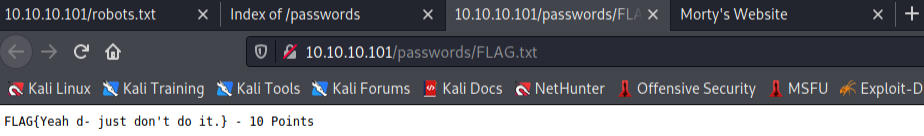 10.10.10.101/robots.txt
Index of /passwords
10.10.10.101/passwords/FLA
Morty's Website
10.10.10.101/passwords/FLAG.txt
Kali Linux Kali Training Kali Tools Kali Forums Kali Docs NetHunter Offensive Security MSFU Exploit-D
FLAG{Yeah d- just don't do it.} - 10 Points